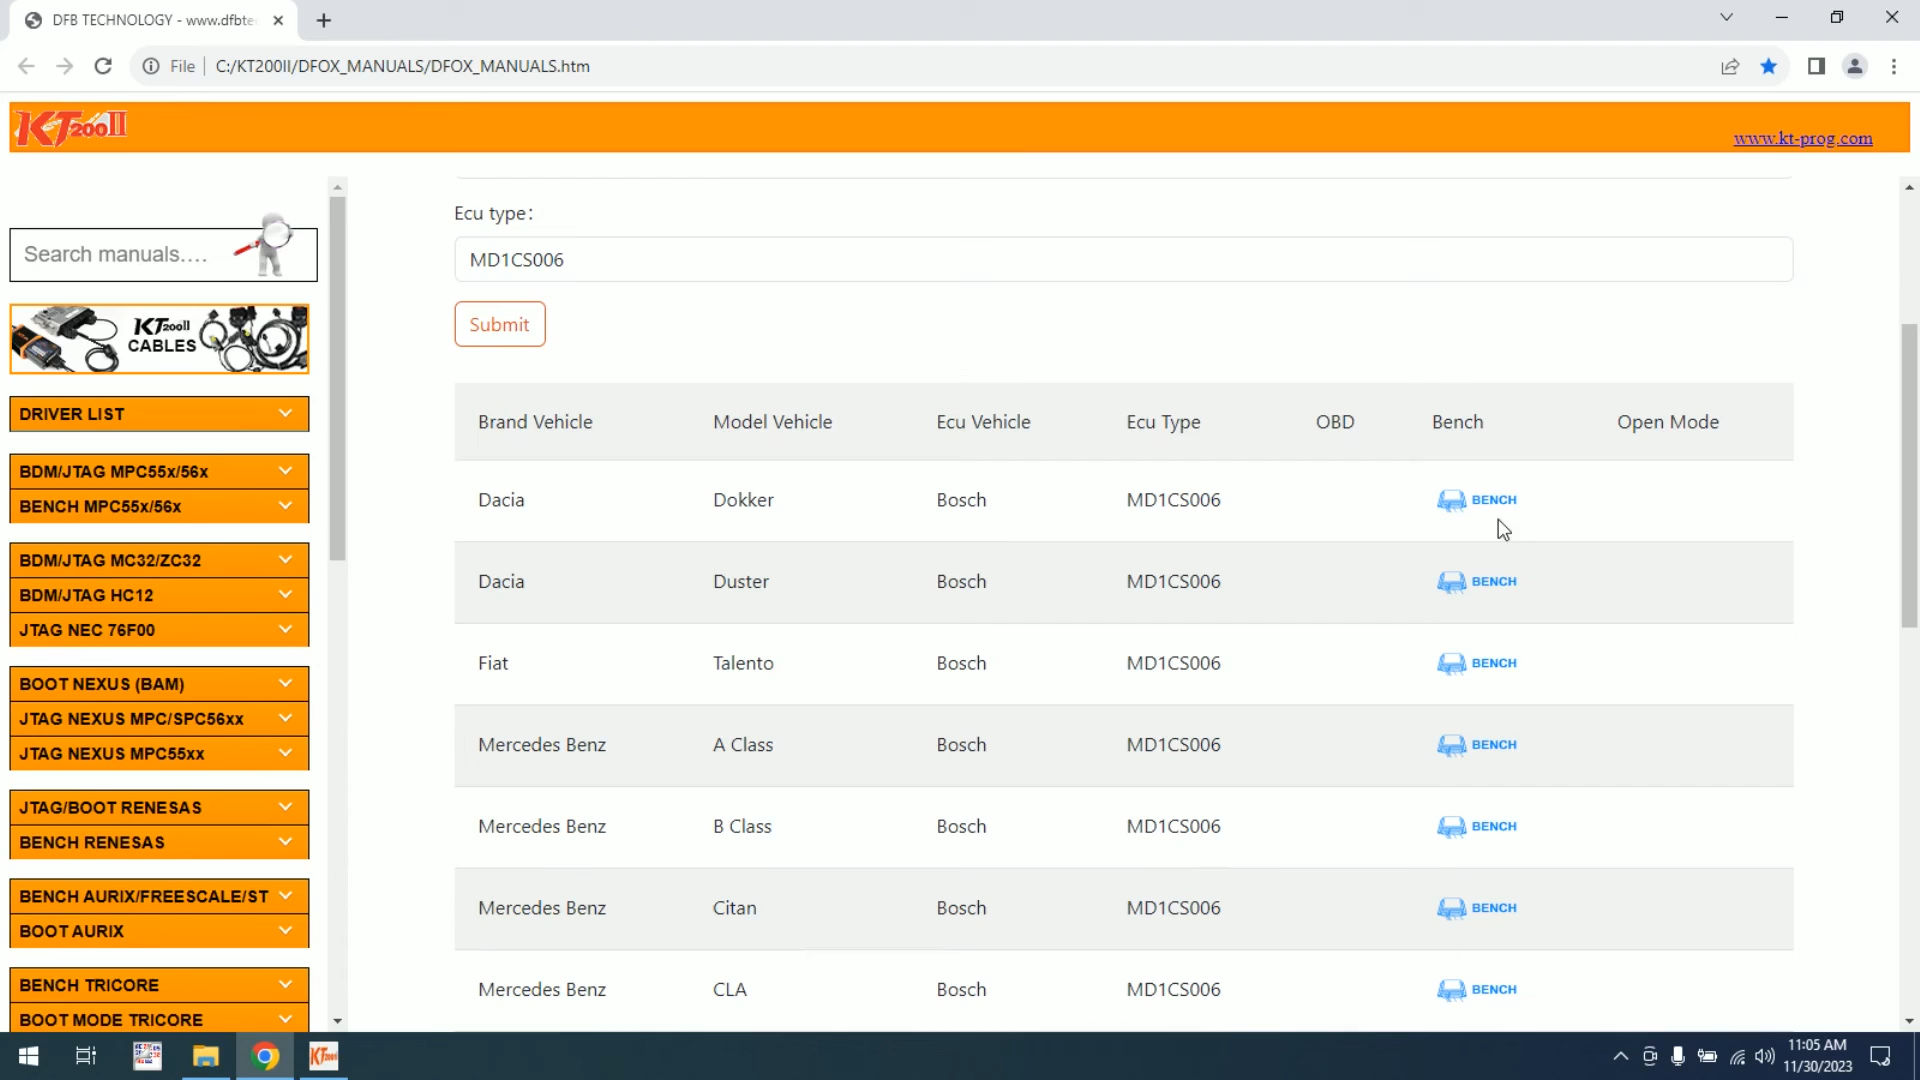 DFB TECHNOLOGY - www.dfbte
File
C:/KT200II/DFOX_MANUALS/DFOX_MANUALS.htm
KT200II
www.kt-prog.com
Search manuals....
KT200II
CABLES
DRIVER LIST
BDM/JTAG MPC55x/56x
BENCH MPC55x/56x
BDM/JTAG MC32/ZC32
BDM/JTAG HC12
JTAG NEC 76F00
BOOT NEXUS (BAM)
JTAG NEXUS MPC/SPC56xx
JTAG NEXUS MPC55xx
JTAG/BOOT RENESAS
BENCH RENESAS
BENCH AURIX/FREESCALE/ST
BOOT AURIX
BENCH TRICORE
BOOT MODE TRICORE
Ecu type:
MD1CS006
Submit
Brand Vehicle Model Vehicle Ecu Vehicle Ecu Type OBD Bench Open Mode
Dacia Dokker Bosch MD1CS006 BENCH
Dacia Duster Bosch MD1CS006 BENCH
Fiat Talento Bosch MD1CS006 BENCH
Mercedes Benz A Class Bosch MD1CS006 BENCH
Mercedes Benz B Class Bosch MD1CS006 BENCH
Mercedes Benz Citan Bosch MD1CS006 BENCH
Mercedes Benz CLA Bosch MD1CS006 BENCH
11:05 AM
11/30/2023